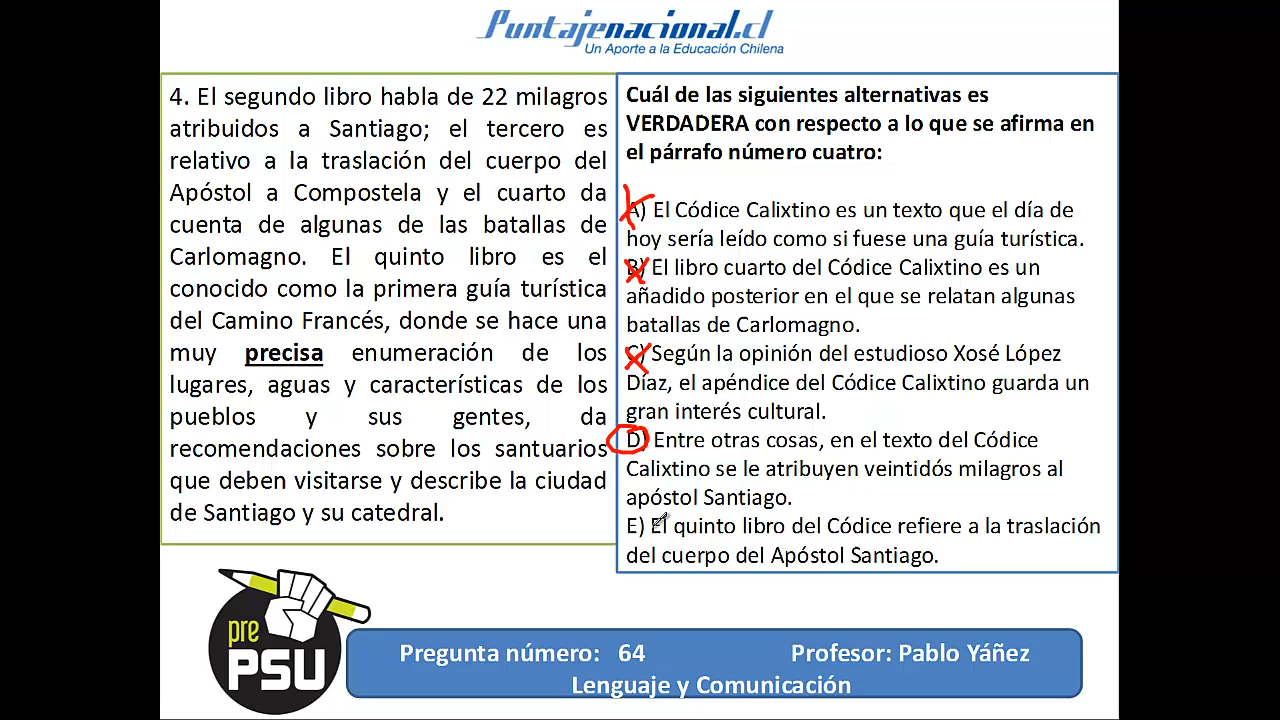 Puntajenacional.cl
Un Aporte a la Educación Chilena
4. El segundo libro habla de 22 milagros
atribuidos a Santiago; el tercero es
relativo a la traslación del cuerpo del
Apóstol a Compostela y el cuarto da
cuenta de algunas de las batallas de
Carlomagno. El quinto libro es el
conocido como la primera guía turística
del Camino Francés, donde se hace una
muy precisa enumeración de los
lugares, aguas y características de los
pueblos y sus gentes, da
recomendaciones sobre los santuarios
que deben visitarse y describe la ciudad
de Santiago y su catedral.
Cuál de las siguientes alternativas es
VERDADERA con respecto a lo que se afirma en
el párrafo número cuatro:
A) El Códice Calixtino es un texto que el día de
hoy sería leído como si fuese una guía turística.
B) El libro cuarto del Códice Calixtino es un
añadido posterior en el que se relatan algunas
batallas de Carlomagno.
C) Según la opinión del estudioso Xosé López
Díaz, el apéndice del Códice Calixtino guarda un
gran interés cultural.
D) Entre otras cosas, en el texto del Códice
Calixtino se le atribuyen veintidós milagros al
apóstol Santiago.
E) El quinto libro del Códice refiere a la traslación
del cuerpo del Apóstol Santiago.
pre
PSU
Pregunta número: 64 Profesor: Pablo Yáñez
Lenguaje y Comunicación